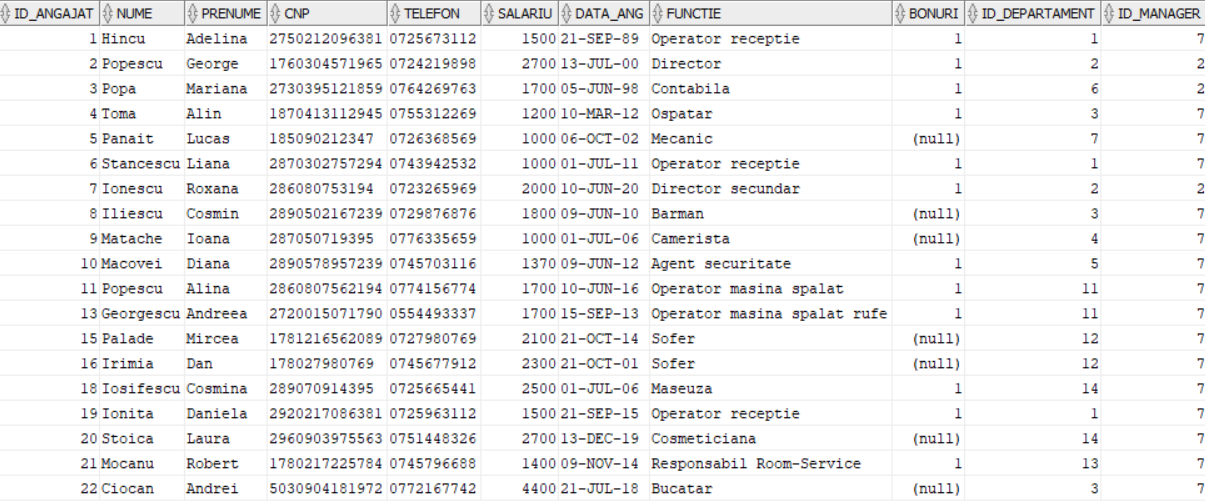 ID_ANGAJAT NUME PRENUME CNP TELEFON SALARIU DATA_ANG FUNCTIE BONURI ID_DEPARTAMENT ID_MANAGER
1 Hincu Adelina 2750212096381 0725673112 1500 21-SEP-89 Operator receptie 1 1 7
2 Popescu George 1760304571965 0724219898 2700 13-JUL-00 Director 1 2 2
3 Popa Mariana 2730395121859 0764269763 1700 05-JUN-98 Contabila 1 6 2
4 Toma Alin 1870413112945 0755312269 1200 10-MAR-12 Ospatar 1 3 7
5 Panait Lucas 185090212347 0726368569 1000 06-OCT-02 Mecanic (null) 7 7
6 Stancescu Liana 2870302757294 0743942532 1000 01-JUL-11 Operator receptie 1 1 7
7 Ionescu Roxana 286080753194 0723265969 2000 10-JUN-20 Director secundar 1 2 2
8 Iliescu Cosmin 2890502167239 0729876876 1800 09-JUN-10 Barman (null) 3 7
9 Matache Ioana 287050719395 0776335659 1000 01-JUL-06 Camerista (null) 4 7
10 Macovei Diana 2890578957239 0745703116 1370 09-JUN-12 Agent securitate 1 5 7
11 Popescu Alina 2860807562194 0774156774 1700 10-JUN-16 Operator masina spalat 1 11 7
13 Georgescu Andreea 2720015071790 0554493337 1700 15-SEP-13 Operator masina spalat rufe 1 11 7
15 Palade Mircea 1781216562089 0727980769 2100 21-OCT-14 Sofer (null) 12 7
16 Irimia Dan 178027980769 0745677912 2300 21-OCT-01 Sofer (null) 12 7
18 Iosifescu Cosmina 289070914395 0725665441 2500 01-JUL-06 Maseuza 1 14 7
19 Ionita Daniela 2920217086381 0725963112 1500 21-SEP-15 Operator receptie 1 1 7
20 Stoica Laura 2960903975563 0751448326 2700 13-DEC-19 Cosmeticiana (null) 14 7
21 Mocanu Robert 1780217225784 0745796688 1400 09-NOV-14 Responsabil Room-Service 1 13 7
22 Ciocan Andrei 5030904181972 0772167742 4400 21-JUL-18 Bucatar (null) 3 7